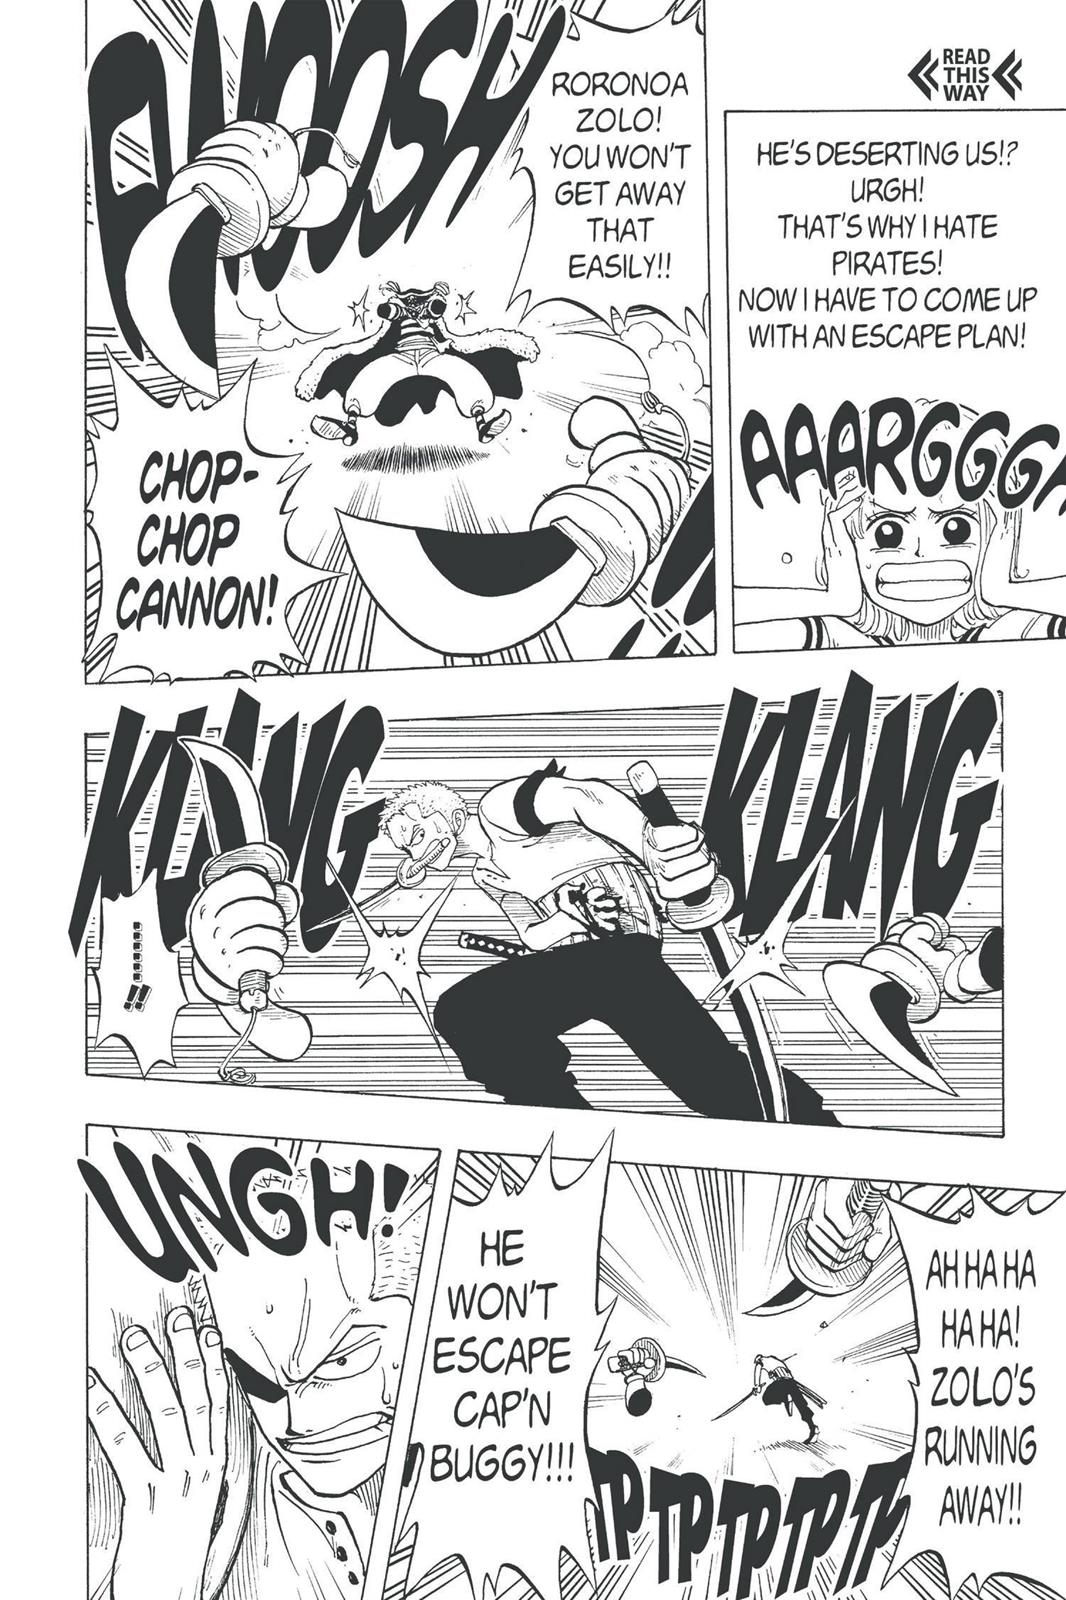 READ
THIS
WAY
HE'S DESERTING US!?
URGH!
THAT'S WHY I HATE
PIRATES!
NOW I HAVE TO COME UP
WITH AN ESCAPE PLAN!
AAARGGGA
RORONOA
ZOLO!
YOU WON'T
GET AWAY
THAT
EASILY!!
FWOOSH
CHOP-
CHOP
CANNON!
KLANG
KLANG
.......!!
AH HA HA
HA HA!
ZOLO'S
RUNNING
AWAY!!
TP TP TP TP TP
HE
WON'T
ESCAPE
CAP'N
BUGGY!!!
UNGH!